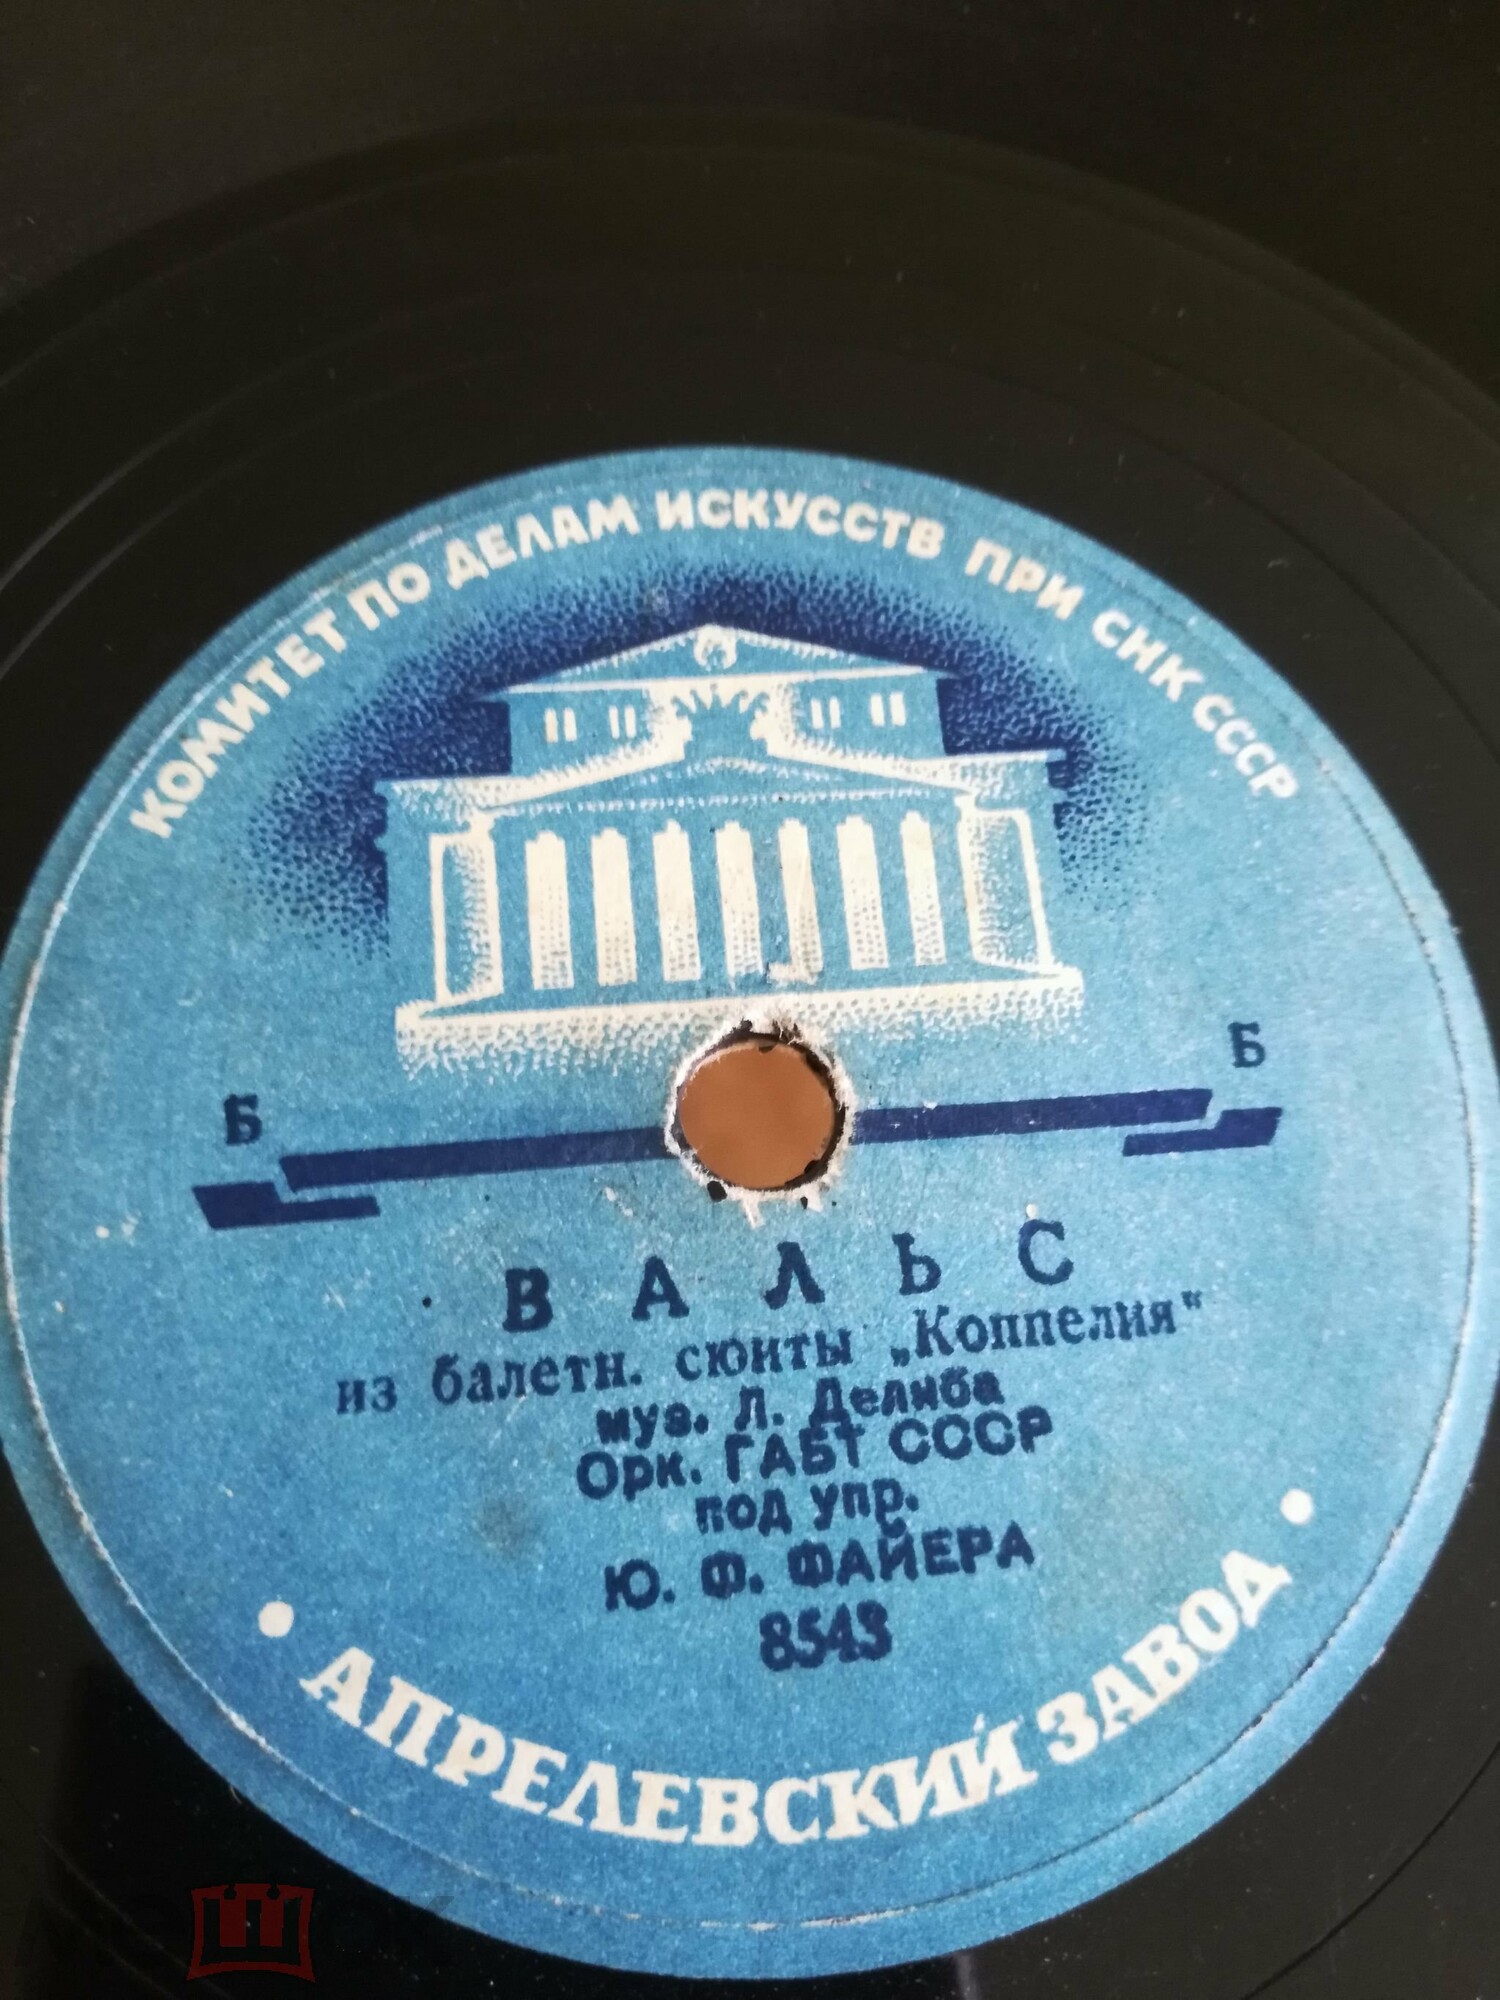 КОМИТЕТ ПО ДЕЛАМ ИСКУССТВ ПРИ СНК СССР
Б Б
ВАЛЬС
из балетн. сюиты „Коппелия"
муз. Л. Делиба
Орк. ГАБТ СССР
под упр.
Ю. Ф. ФАЙЕРА
8543
• АПРЕЛЕВСКИЙ ЗАВОД •